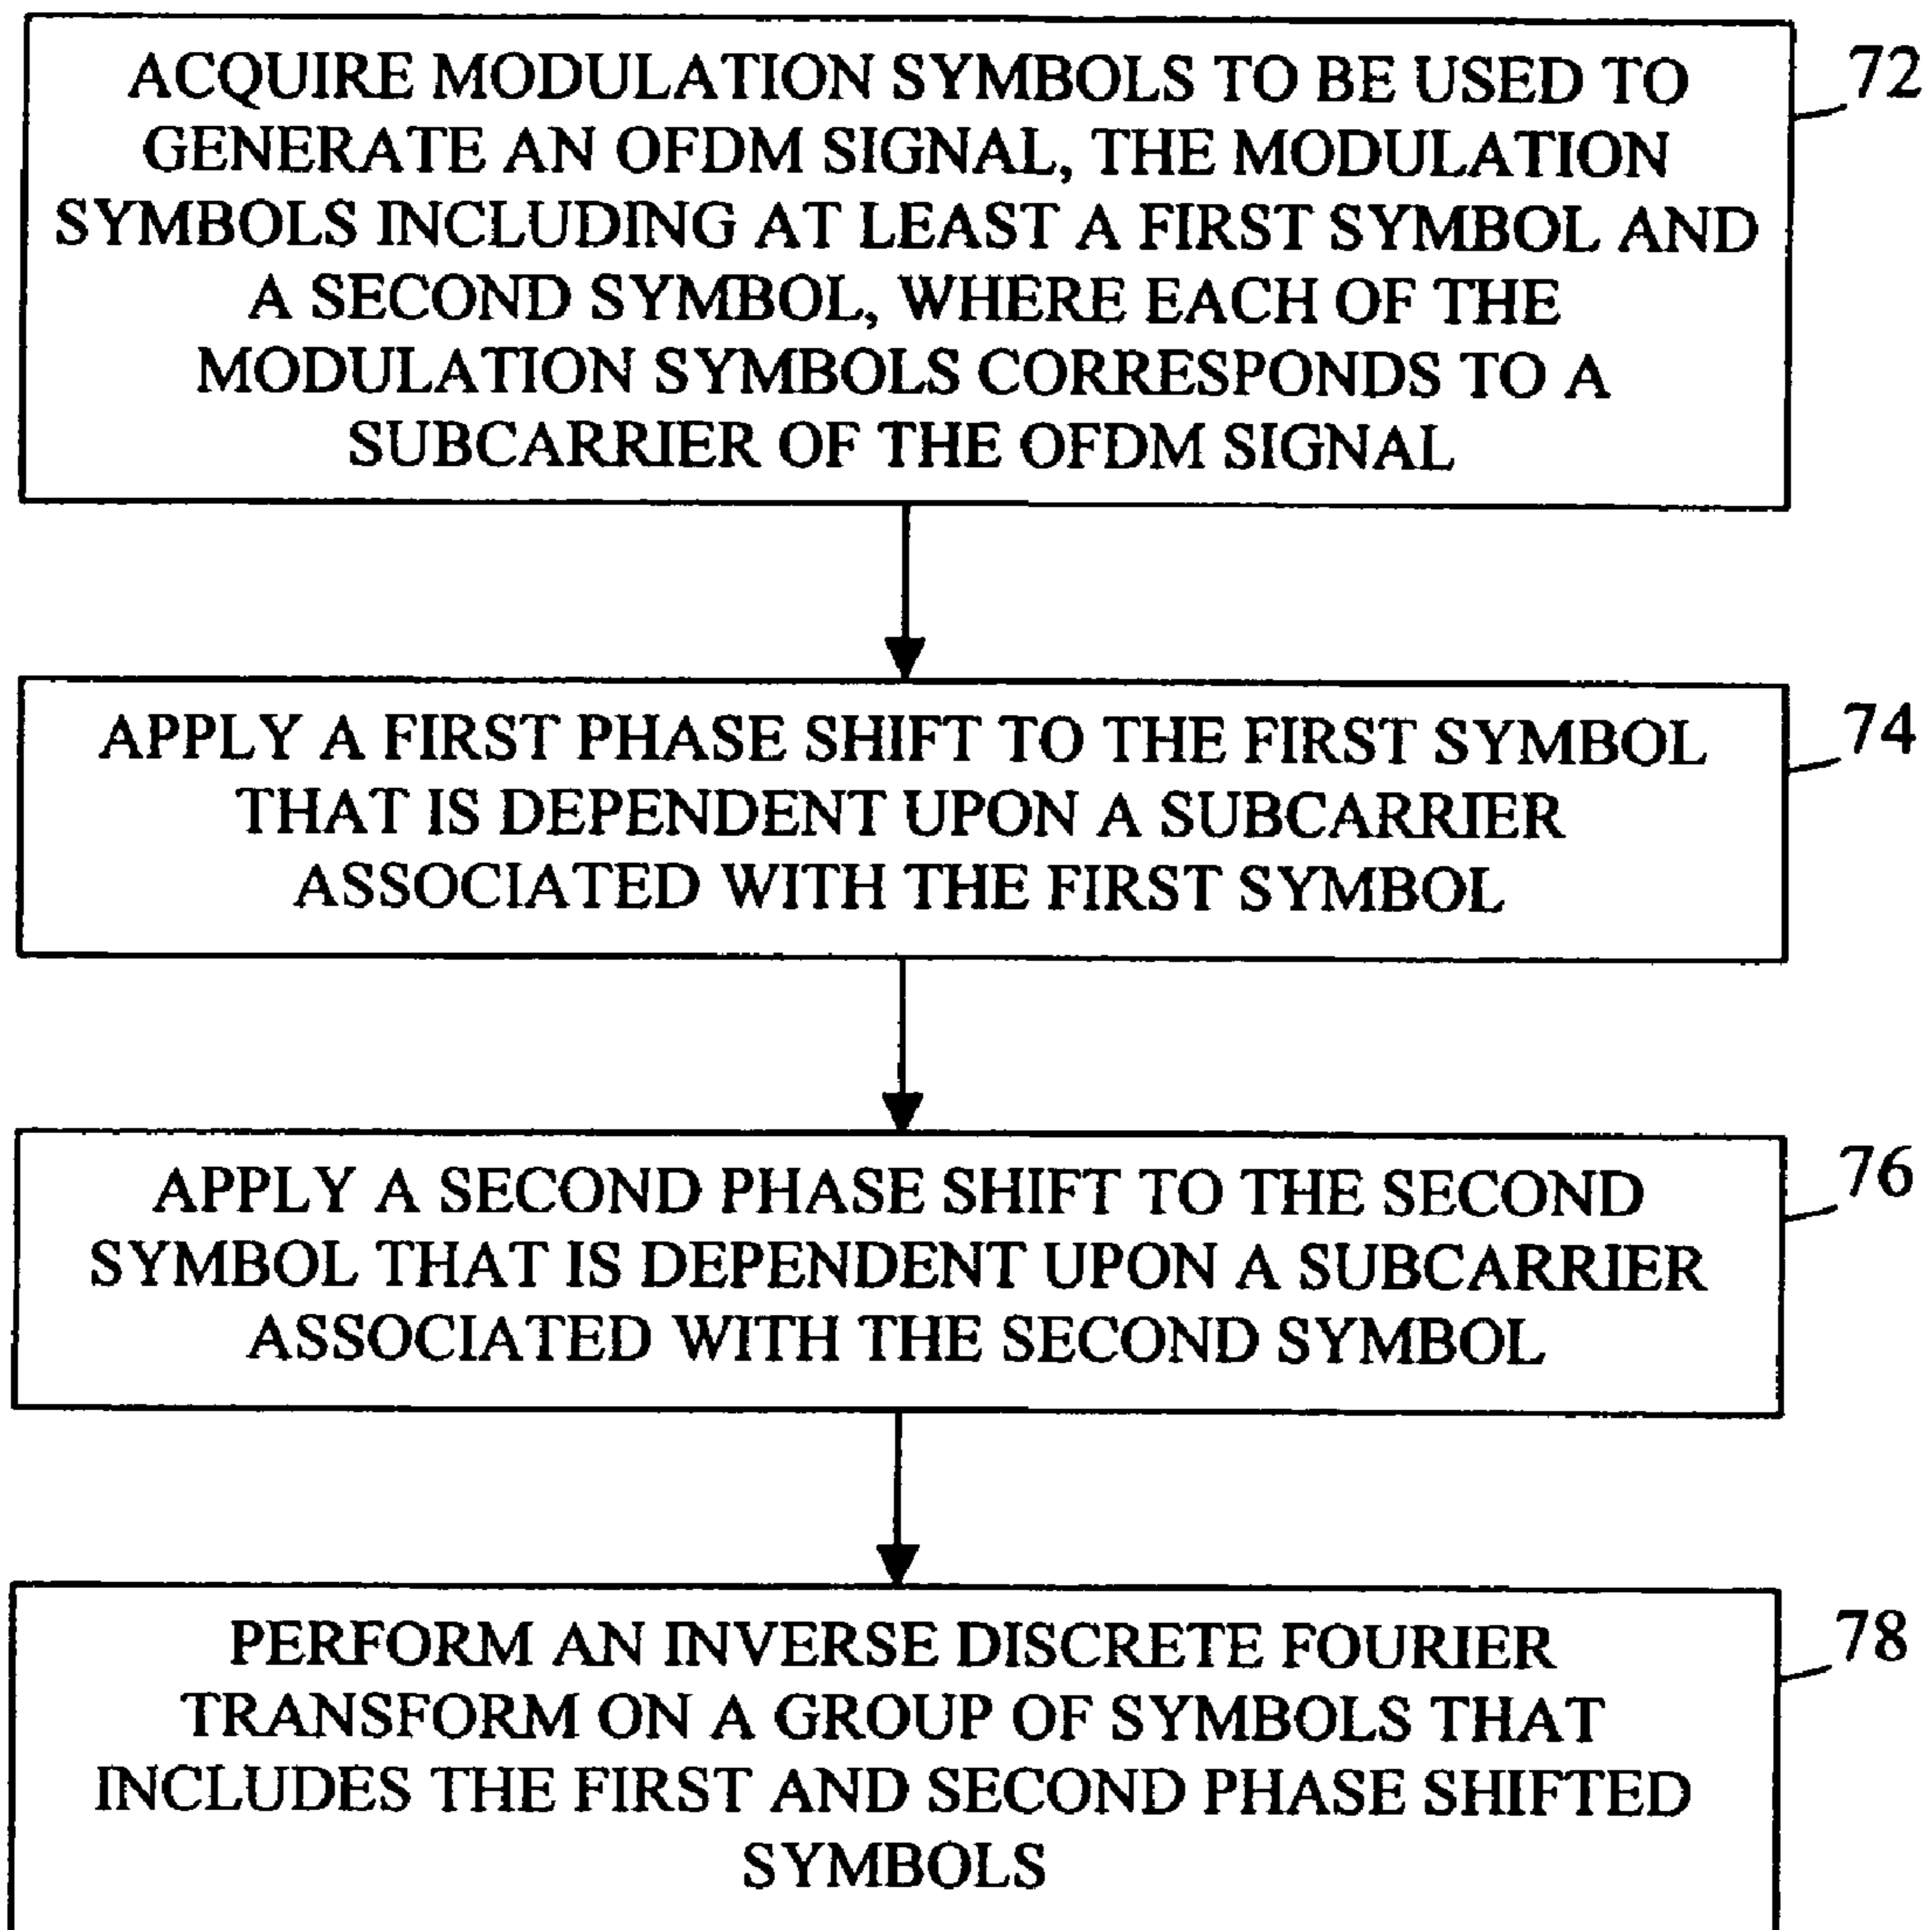 ACQUIRE MODULATION SYMBOLS TO BE USED TO
GENERATE AN OFDM SIGNAL, THE MODULATION
SYMBOLS INCLUDING AT LEAST A FIRST SYMBOL AND
A SECOND SYMBOL, WHERE EACH OF THE
MODULATION SYMBOLS CORRESPONDS TO A
SUBCARRIER OF THE OFDM SIGNAL
72
APPLY A FIRST PHASE SHIFT TO THE FIRST SYMBOL
THAT IS DEPENDENT UPON A SUBCARRIER
ASSOCIATED WITH THE FIRST SYMBOL
74
APPLY A SECOND PHASE SHIFT TO THE SECOND
SYMBOL THAT IS DEPENDENT UPON A SUBCARRIER
ASSOCIATED WITH THE SECOND SYMBOL
76
PERFORM AN INVERSE DISCRETE FOURIER
TRANSFORM ON A GROUP OF SYMBOLS THAT
INCLUDES THE FIRST AND SECOND PHASE SHIFTED
SYMBOLS
78